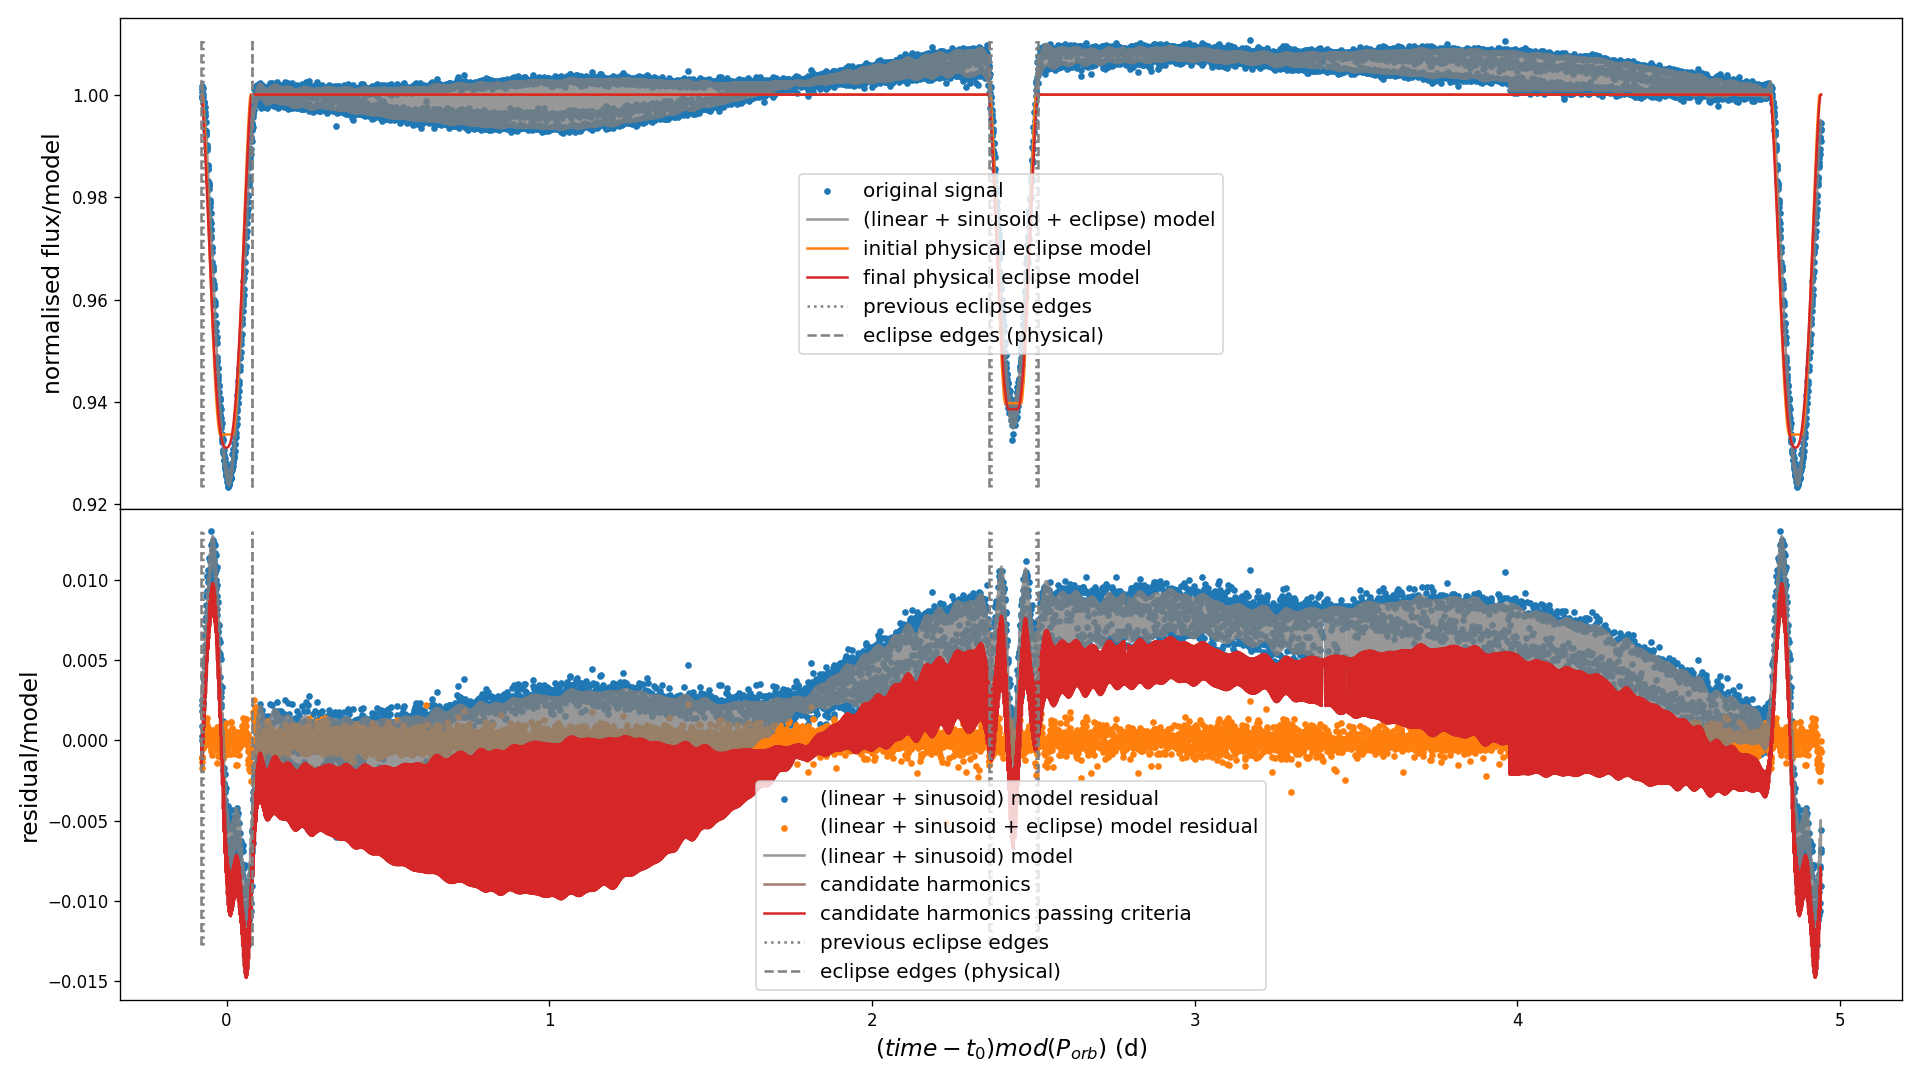 normalised flux/model
1.00
0.98
0.96
0.94
0.92
original signal
(linear + sinusoid + eclipse) model
initial physical eclipse model
final physical eclipse model
previous eclipse edges
eclipse edges (physical)
residual/model
0.010
0.005
0.000
−0.005
−0.010
−0.015
(linear + sinusoid) model residual
(linear + sinusoid + eclipse) model residual
(linear + sinusoid) model
candidate harmonics
candidate harmonics passing criteria
previous eclipse edges
eclipse edges (physical)
0 1 2 3 4 5
(time − t₀)mod(Pₒᵣb) (d)